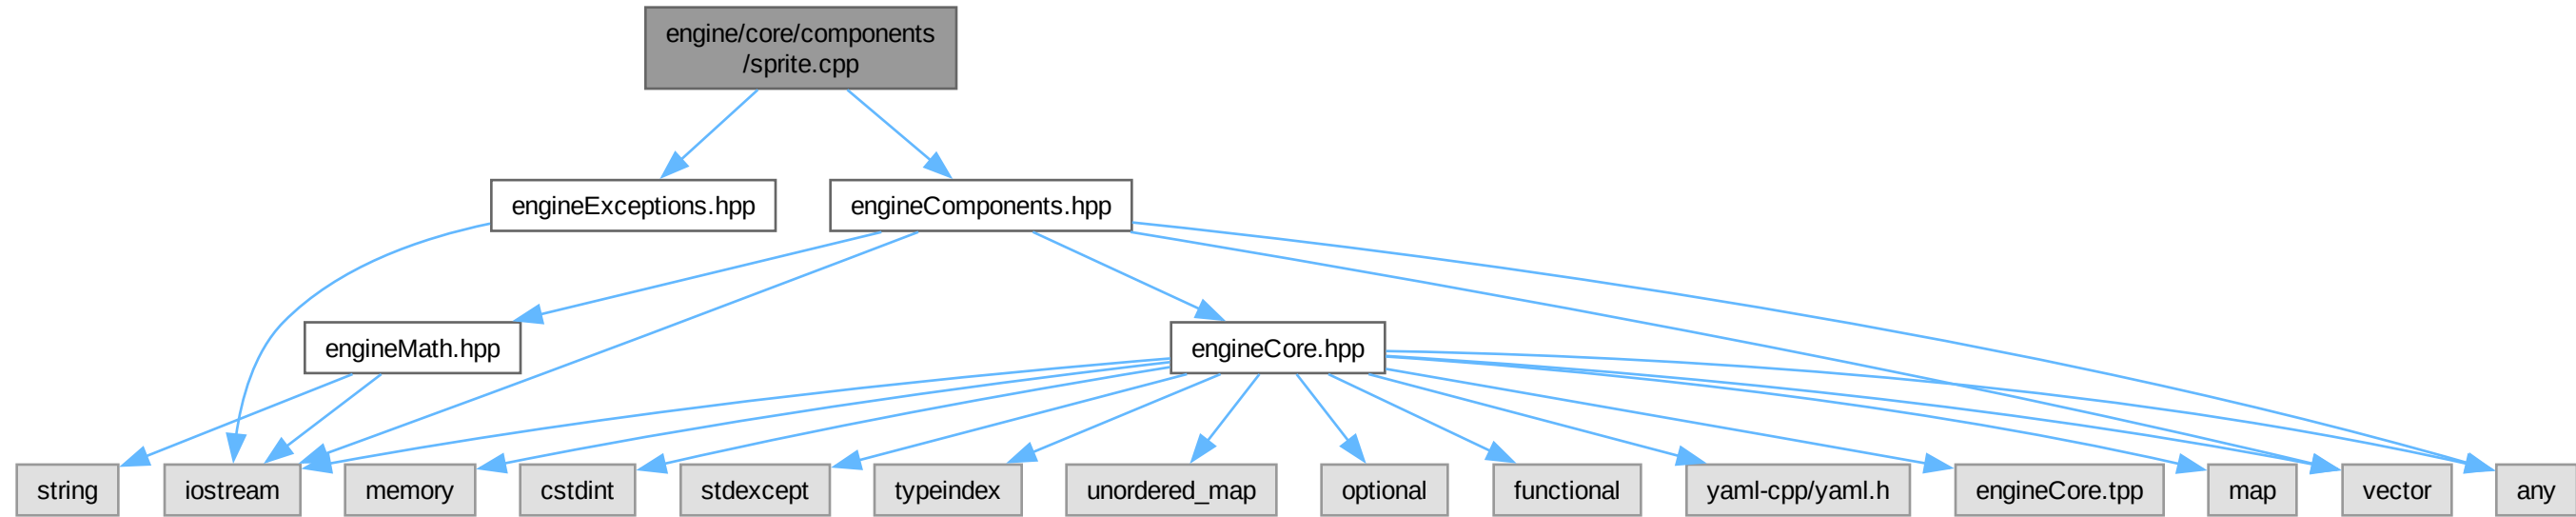 engine/core/components
/sprite.cpp
engineExceptions.hpp
engineComponents.hpp
engineMath.hpp
engineCore.hpp
string
iostream
memory
cstdint
stdexcept
typeindex
unordered_map
optional
functional
yaml-cpp/yaml.h
engineCore.tpp
map
vector
any